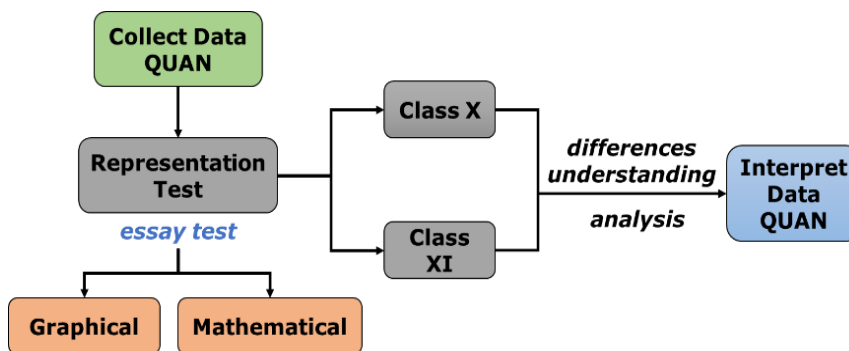 Collect Data
QUAN
Representation
Test
essay test
Graphical
Mathematical
Class X
Class
XI
differences
understanding
analysis
Interpret
Data
QUAN